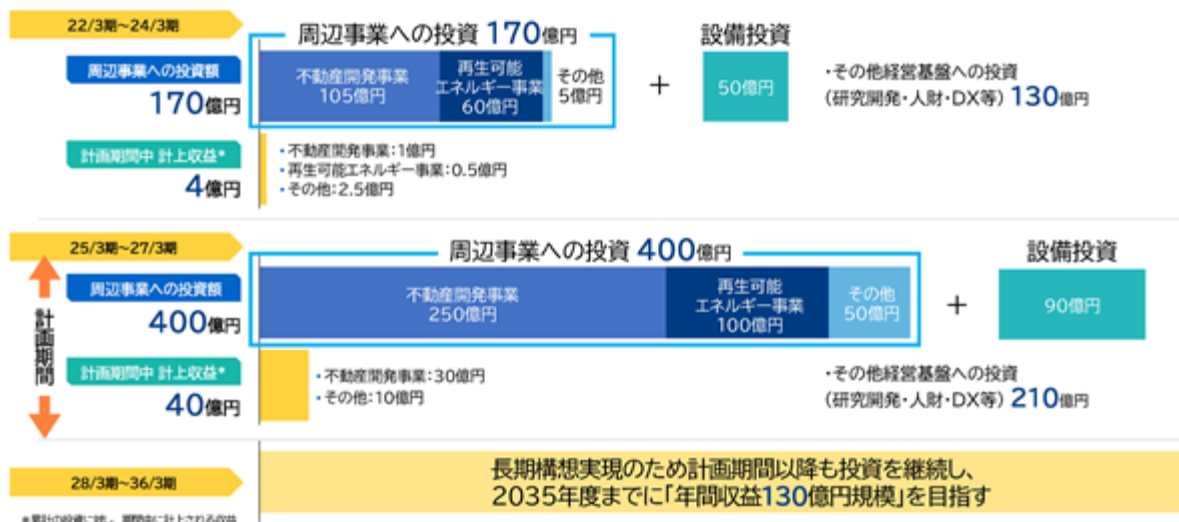 22/3期~24/3期
周辺事業への投資 170億円
設備投資
周辺事業への投資額
170億円
不動産開発事業
105億円
再生可能
エネルギー事業
60億円
その他
5億円
+
50億円
・その他経営基盤への投資
(研究開発・人財・DX等) 130億円
計画期間中 計上収益*
4億円
・不動産開発事業:1億円
・再生可能エネルギー事業:0.5億円
・その他:2.5億円
25/3期~27/3期
周辺事業への投資 400億円
設備投資
計画期間
周辺事業への投資額
400億円
不動産開発事業
250億円
再生可能
エネルギー事業
100億円
その他
50億円
+
90億円
計画期間中 計上収益*
40億円
・不動産開発事業:30億円
・その他:10億円
・その他経営基盤への投資
(研究開発・人財・DX等) 210億円
28/3期~36/3期
長期構想実現のため計画期間以降も投資を継続し、
2035年度までに「年間収益130億円規模」を目指す